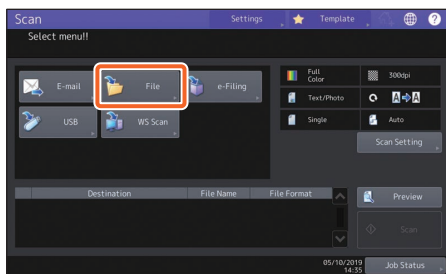 Scan
Settings
Template
?
Select menu!!
E-mail
File
e-Filing
USB
WS Scan
Full Color
300dpi
Text/Photo
A A
Single
Auto
Scan Setting
Destination
File Name
File Format
Preview
Scan
05/10/2019
14:35
Job Status